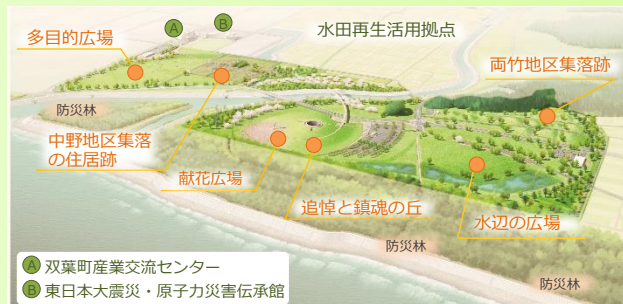 A
B
水田再生活用拠点
多目的広場
両竹地区集落跡
防災林
中野地区集落
の住居跡
献花広場
追悼と鎮魂の丘
水辺の広場
防災林
防災林
A 双葉町産業交流センター
B 東日本大震災・原子力災害伝承館